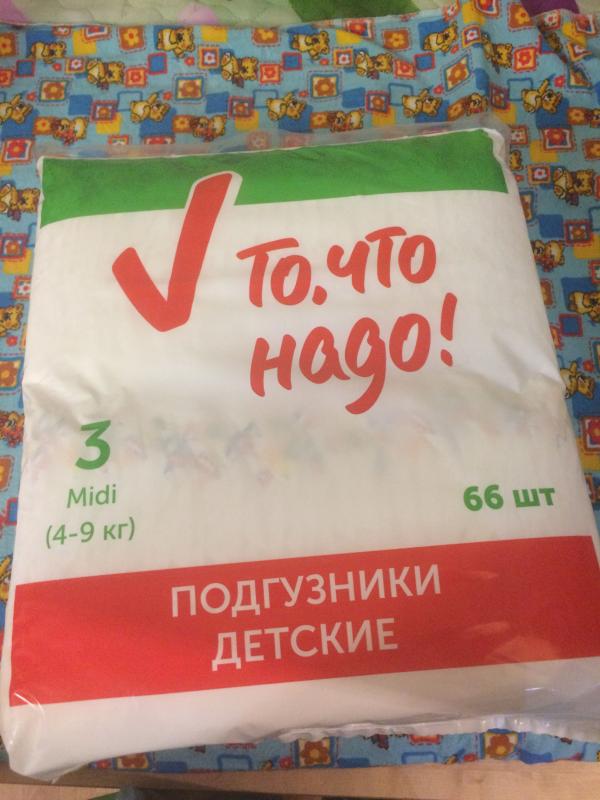 То, что
надо!
3
Midi
(4-9 кг)
66 шт
ПОДГУЗНИКИ
ДЕТСКИЕ